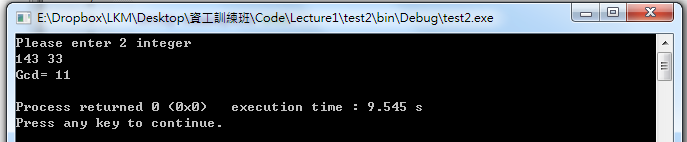 E:\Dropbox\LKM\Desktop\資工訓練班\Code\Lecture1\test2\bin\Debug\test2.exe
Please enter 2 integer
143 33
Gcd= 11
Process returned 0 (0x0)   execution time : 9.545 s
Press any key to continue.